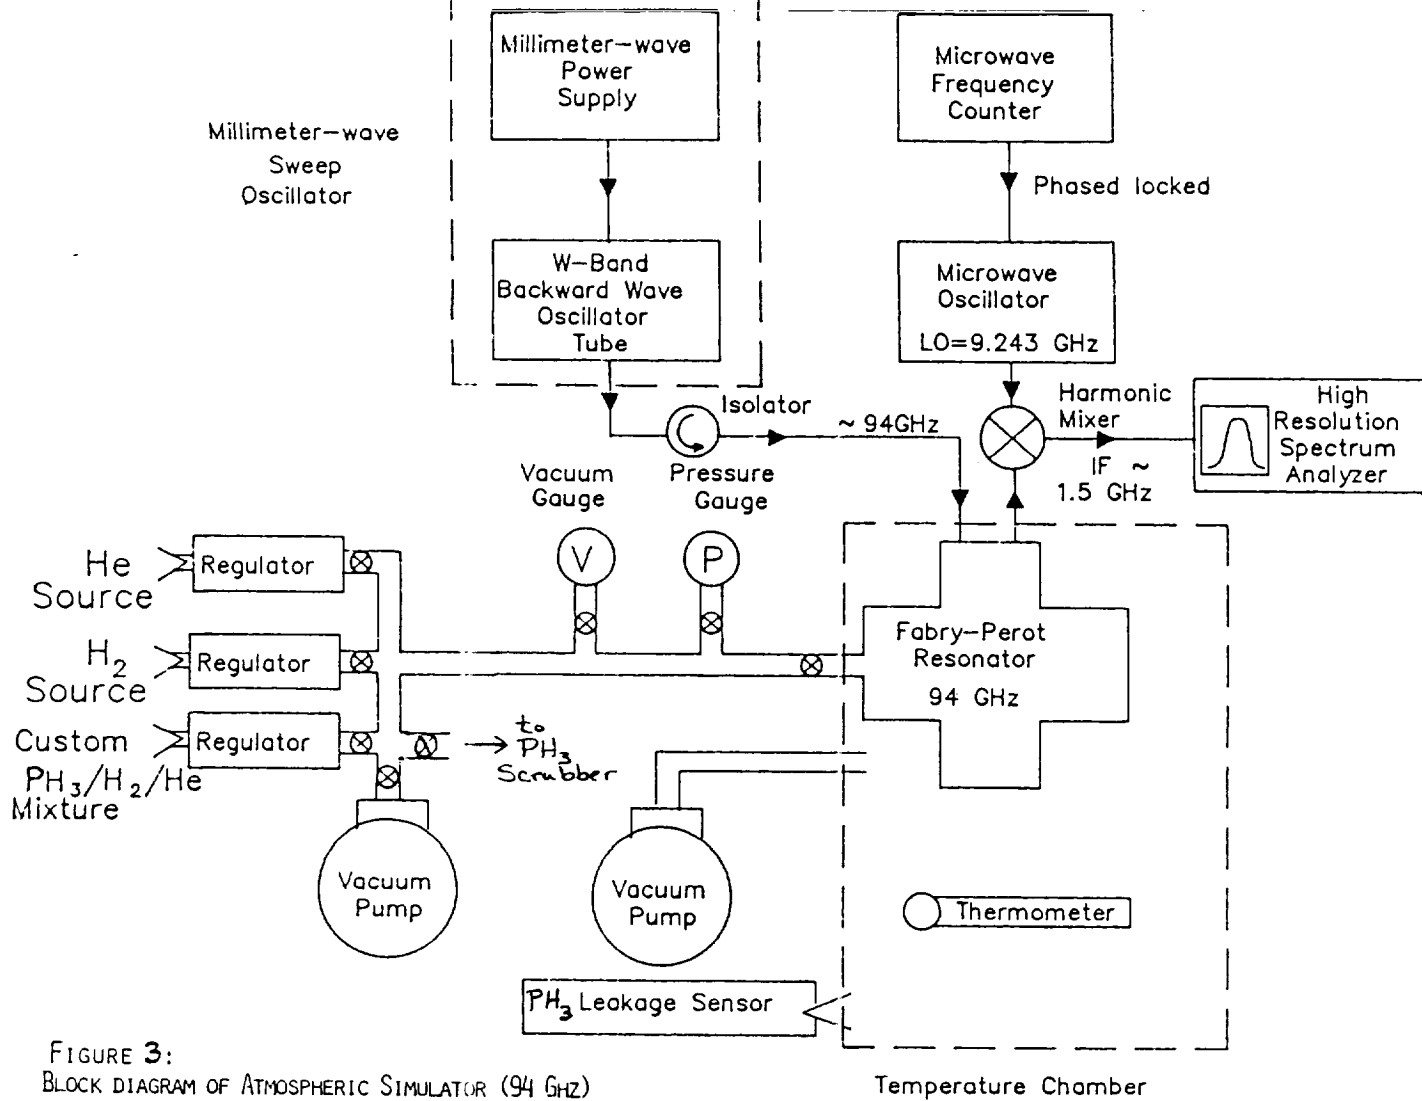 Millimeter-wave
Power
Supply
Microwave
Frequency
Counter
Millimeter-wave
Sweep
Oscillator
Phased locked
W-Band
Backward Wave
Oscillator
Tube
Microwave
Oscillator
LO=9.243 GHz
Isolator
~ 94GHz
Harmonic
Mixer
IF ~
1.5 GHz
High
Resolution
Spectrum
Analyzer
Vacuum
Gauge
Pressure
Gauge
V
P
He
Source
Regulator
H2
Source
Regulator
Custom
PH3/H2/He
Mixture
Regulator
to
PH3
Scrubber
Fabry-Perot
Resonator
94 GHz
Vacuum
Pump
Vacuum
Pump
Thermometer
PH3 Leakage Sensor
FIGURE 3:
BLOCK DIAGRAM OF ATMOSPHERIC SIMULATOR (94 GHZ)
Temperature Chamber